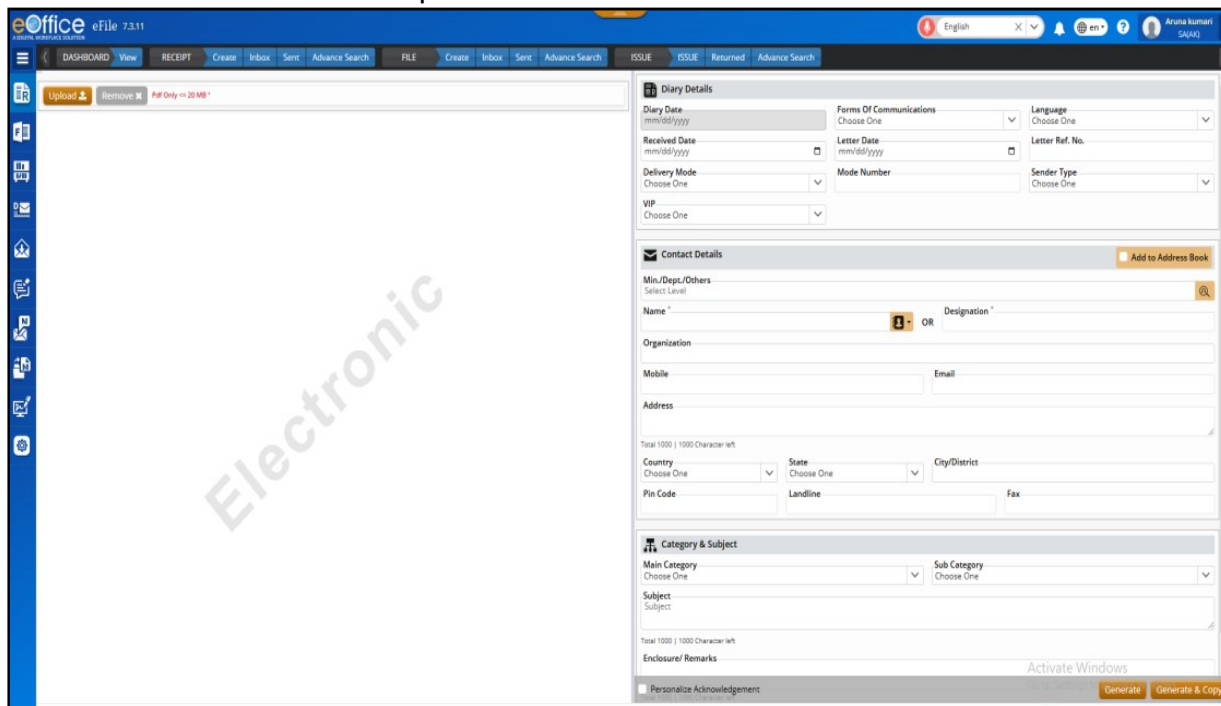 eOffice eFile 7.3.11
A DIGITAL WORKPLACE SOLUTION
English
en
Aruna kumari
SA(AK)
DASHBOARD View RECEIPT Create Inbox Sent Advance Search FILE Create Inbox Sent Advance Search ISSUE ISSUE Returned Advance Search
Upload Remove Pdf Only <= 20 MB *
Electronic
Diary Details
Diary Date Forms Of Communications Language
mm/dd/yyyy Choose One Choose One
Received Date Letter Date Letter Ref. No.
mm/dd/yyyy mm/dd/yyyy
Delivery Mode Mode Number Sender Type
Choose One Choose One
VIP
Choose One
Contact Details Add to Address Book
Min./Dept./Others
Select Level
Name * OR Designation *
Organization
Mobile Email
Address
Total 1000 | 1000 Character left
Country State City/District
Choose One Choose One
Pin Code Landline Fax
Category & Subject
Main Category Sub Category
Choose One Choose One
Subject
Subject
Total 1000 | 1000 Character left
Enclosure/ Remarks
Activate Windows
Personalize Acknowledgement Generate Generate & Copy